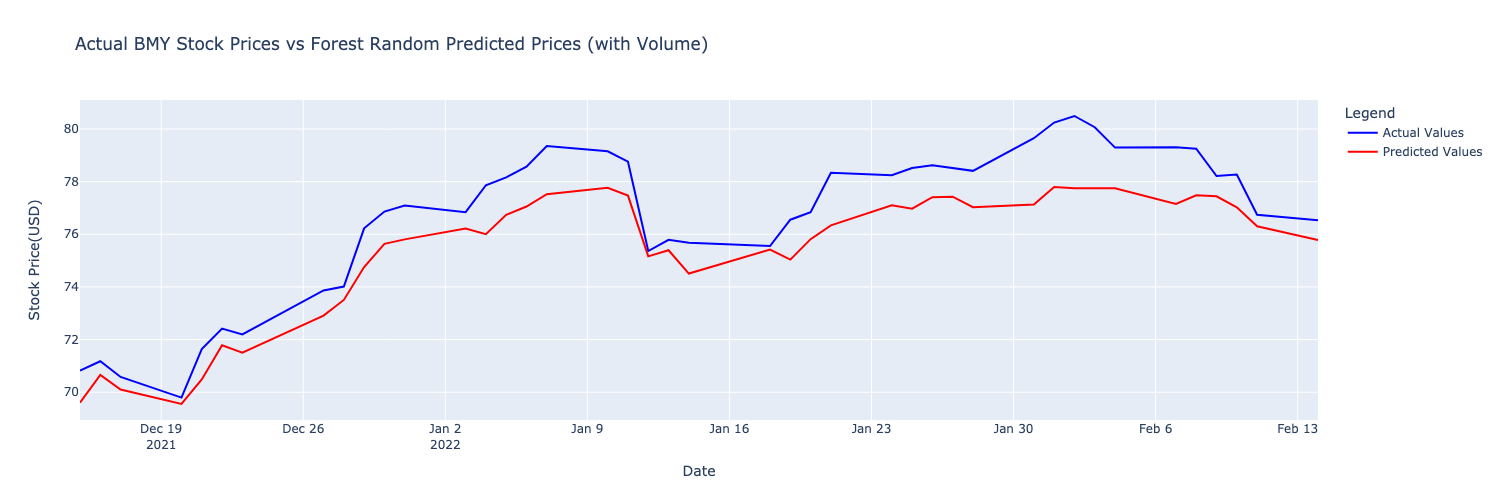 Actual BMY Stock Prices vs Forest Random Predicted Prices (with Volume)
Legend
Actual Values
Predicted Values
Stock Price(USD)
80
78
76
74
72
70
Dec 19
2021
Dec 26
Jan 2
2022
Jan 9
Jan 16
Jan 23
Jan 30
Feb 6
Feb 13
Date